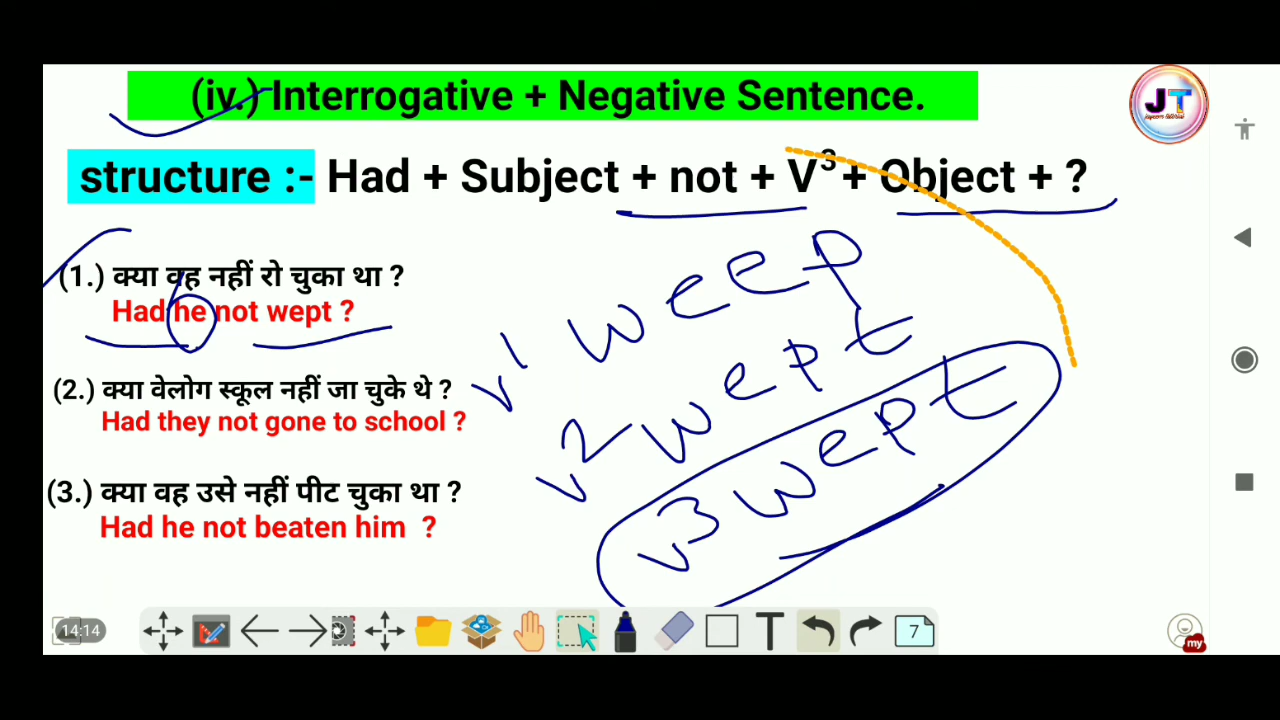 (iv.) Interrogative + Negative Sentence.
JT
structure :- Had + Subject + not + V³ + Object + ?
(1.) क्या वह नहीं रो चुका था ?
Had he not wept ?
v1 weep
(2.) क्या वेलोग स्कूल नहीं जा चुके थे ?
Had they not gone to school ?
v2 wept
(3.) क्या वह उसे नहीं पीट चुका था ?
Had he not beaten him ?
v3 wept
14:14
T
7
my